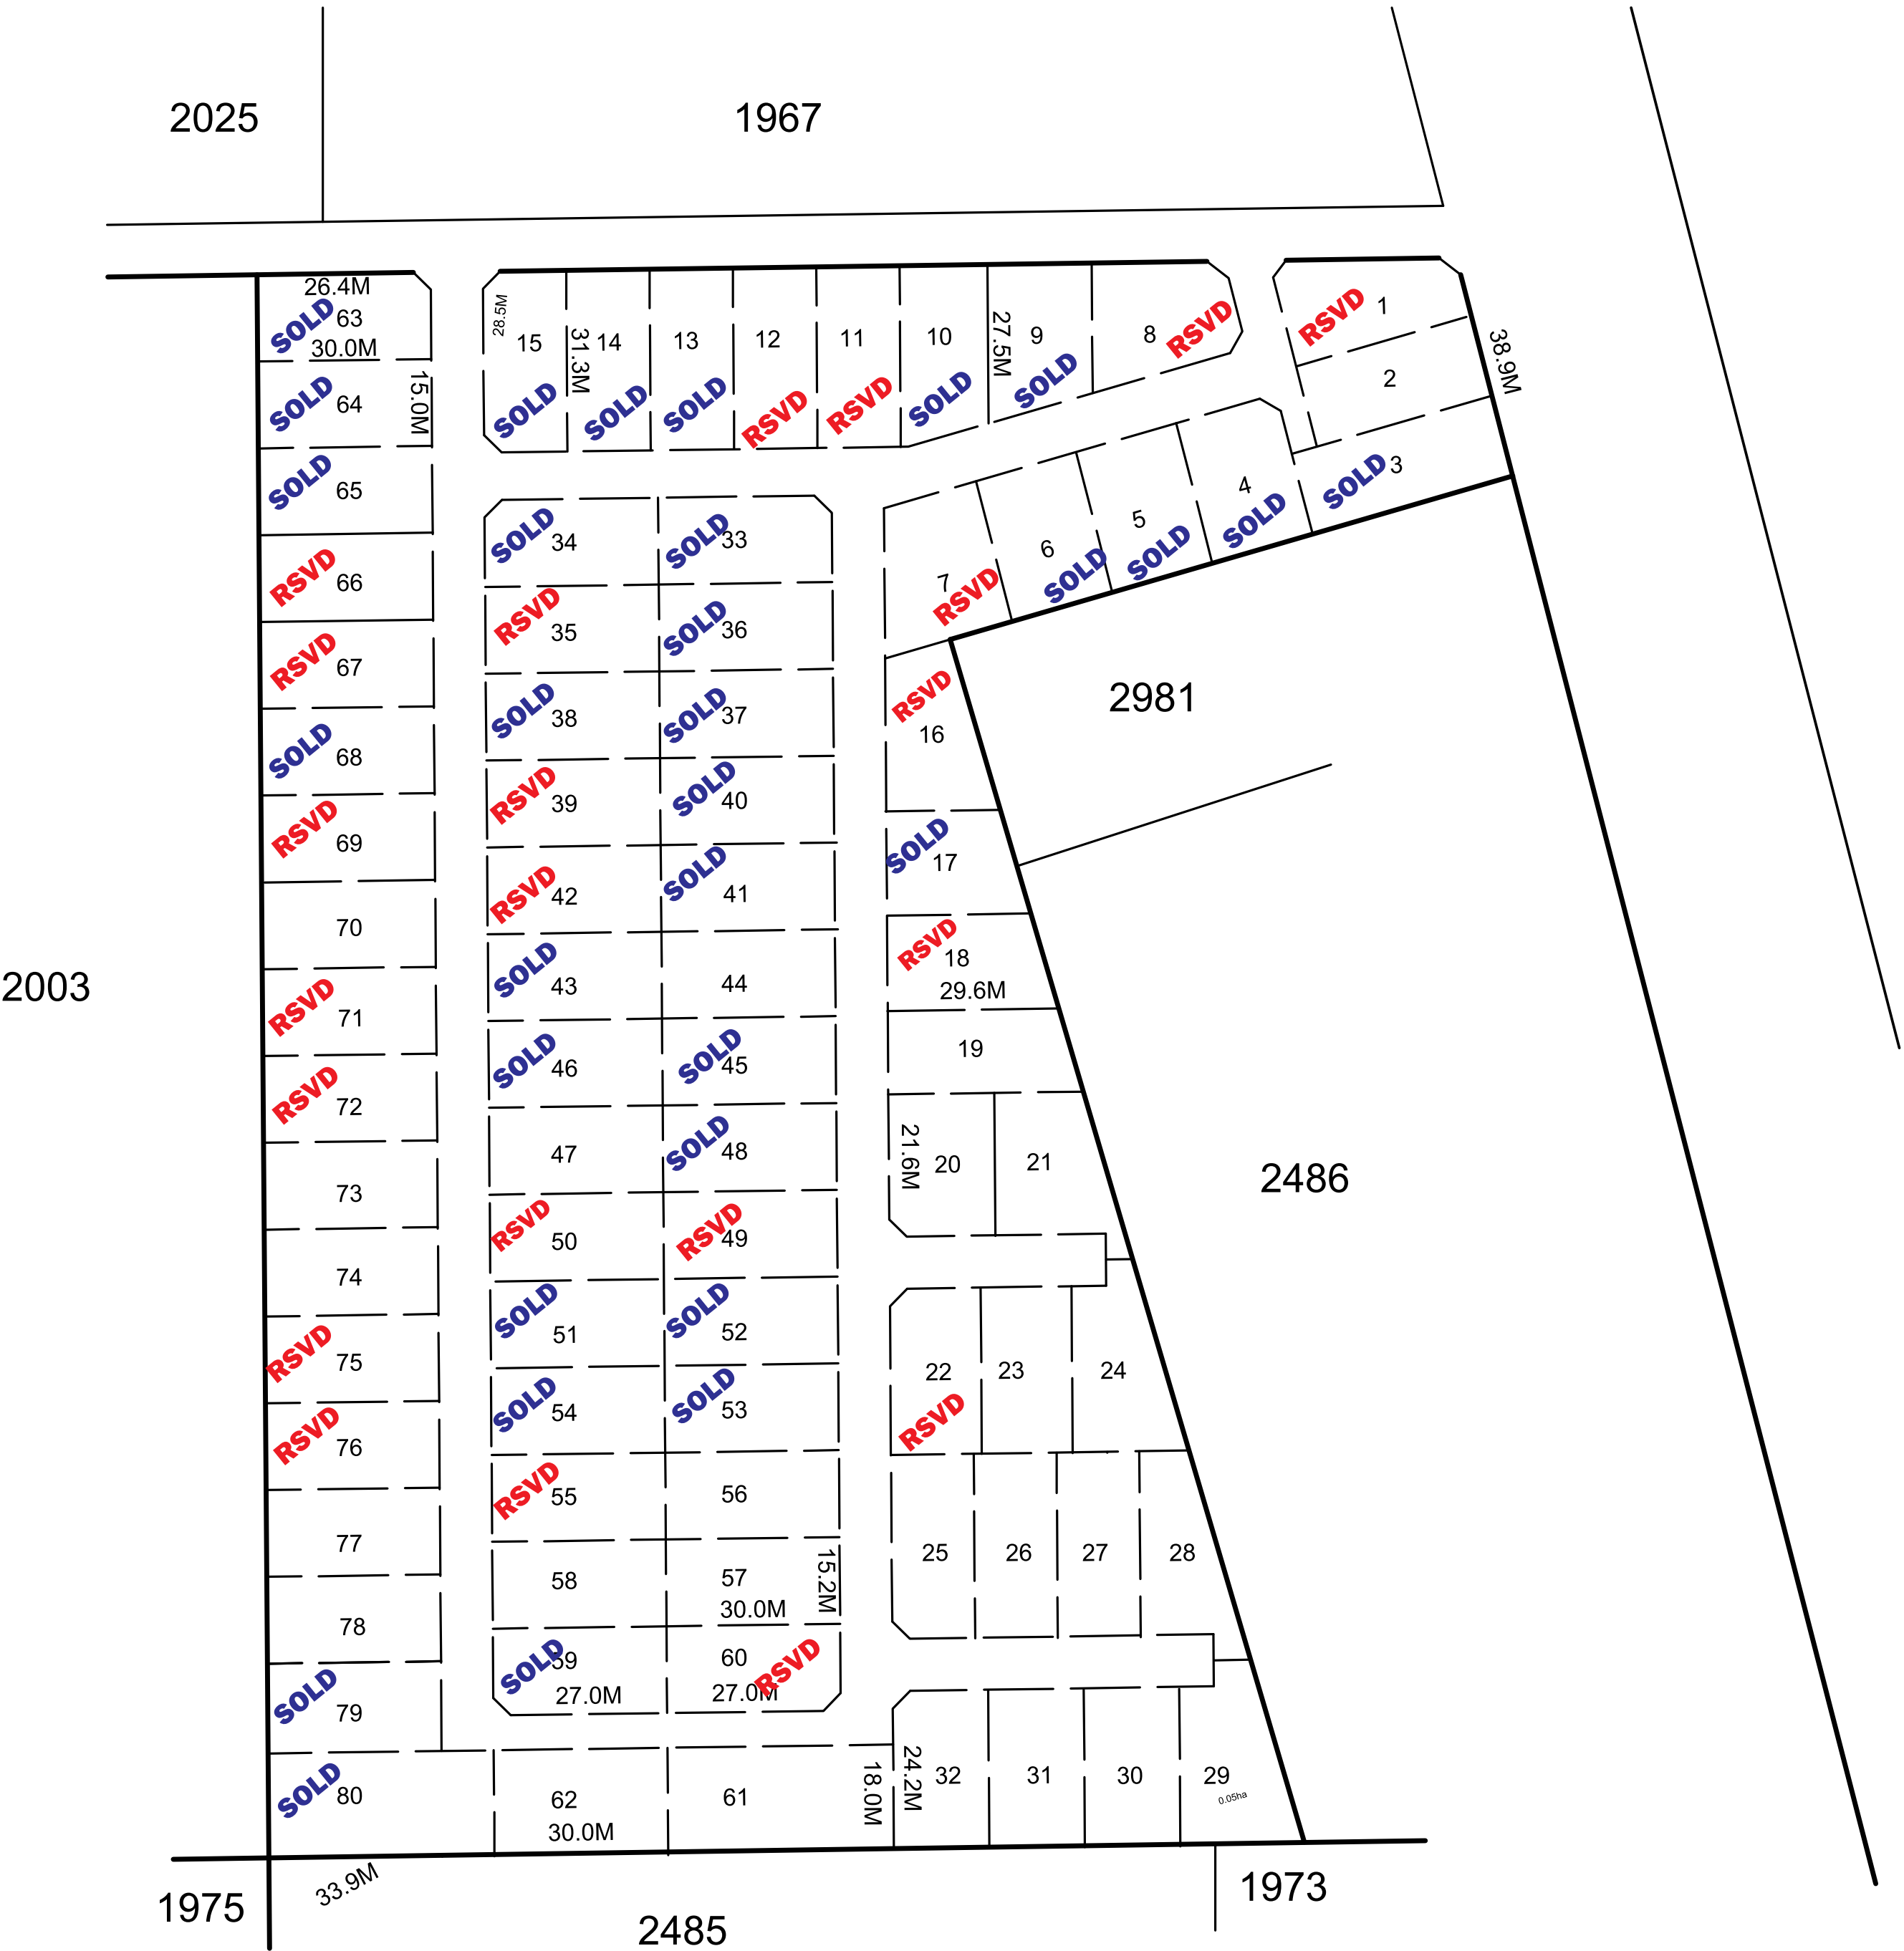 2025
1967
26.4M
SOLD 63
30.0M
SOLD 64
15.0M
SOLD 65
RSVD 66
RSVD 67
SOLD 68
RSVD 69
70
RSVD 71
RSVD 72
73
74
RSVD 75
RSVD 76
77
78
SOLD 79
SOLD 80
28.5M
15 SOLD
31.3M
14 SOLD
13 SOLD
12 RSVD
11 RSVD
10 SOLD
27.5M
9 SOLD
8 RSVD
RSVD 1
38.9M
2
SOLD 3
4 SOLD
5 SOLD
6 SOLD
7 RSVD
SOLD 34
SOLD 33
RSVD 35
SOLD 36
SOLD 38
SOLD 37
RSVD 39
SOLD 40
RSVD 42
SOLD 41
SOLD 43
44
SOLD 46
SOLD 45
47
SOLD 48
RSVD 50
RSVD 49
SOLD 51
SOLD 52
SOLD 54
SOLD 53
RSVD 55
56
58
57
30.0M
15.2M
SOLD 59
27.0M
60 RSVD
27.0M
62
30.0M
61
18.0M
RSVD
16
SOLD 17
RSVD 18
29.6M
19
21.6M
20
21
22 RSVD
23
24
25
26
27
28
24.2M
32
31
30
29
0.05ha
2981
2486
2003
1975
33.9M
2485
1973